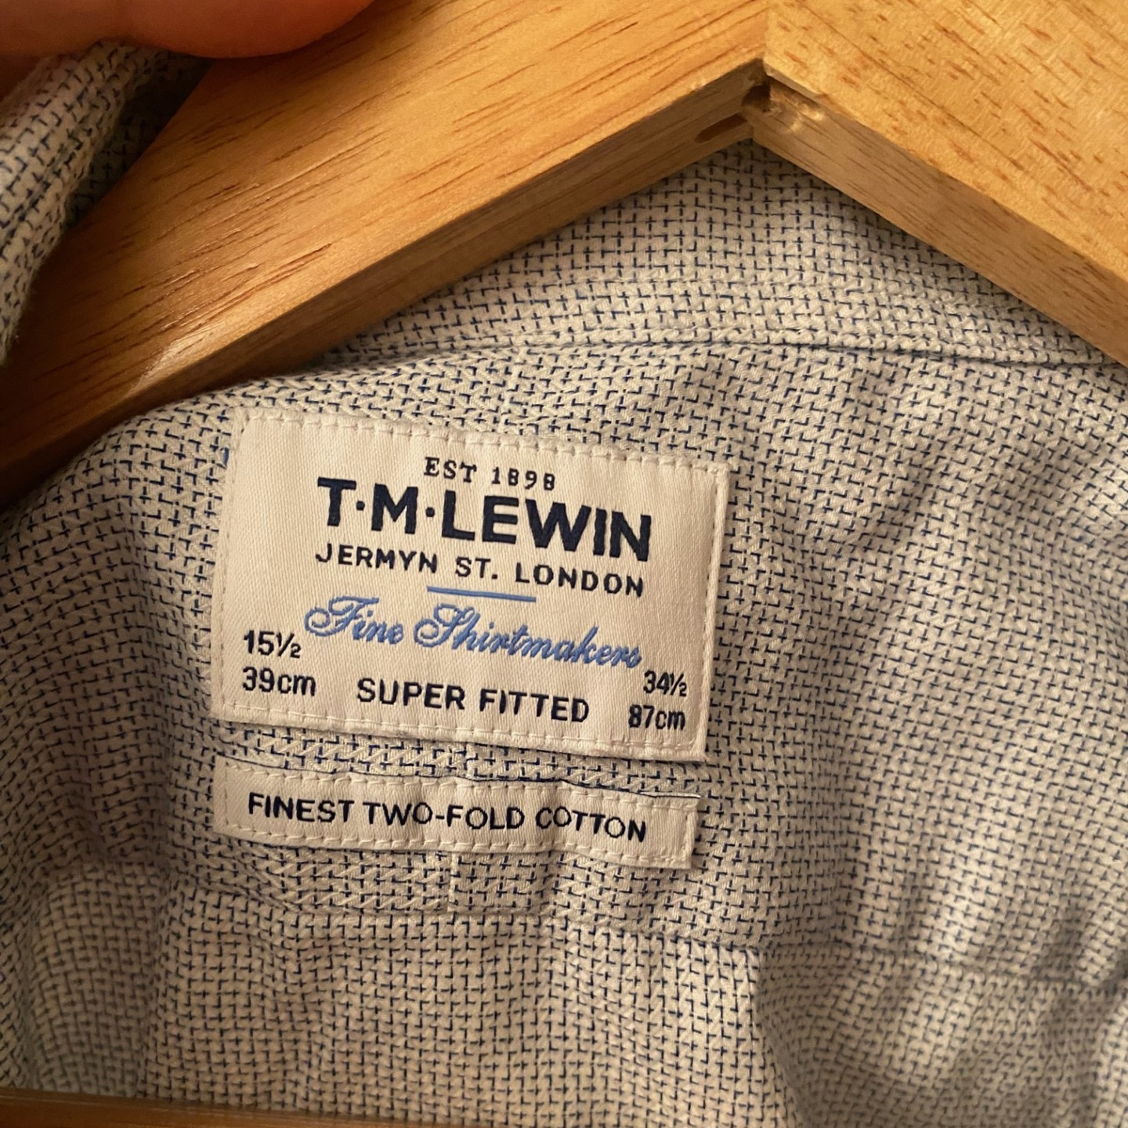 EST 1898
T·M·LEWIN
JERMYN ST. LONDON
Fine Shirtmakers
15½ 34½
39cm SUPER FITTED 87cm
FINEST TWO-FOLD COTTON